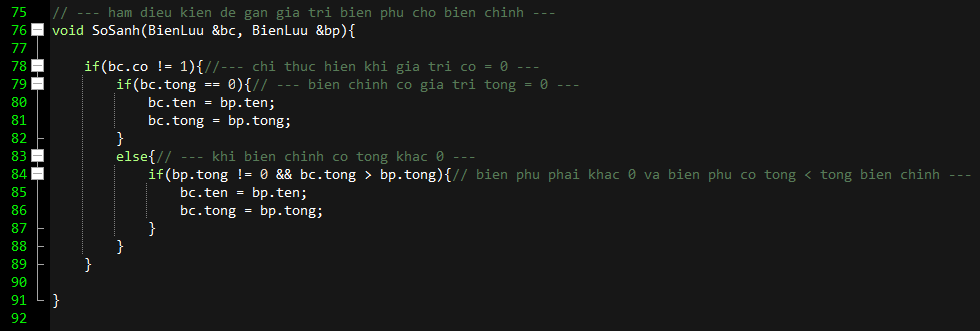 75 // --- ham dieu kien de gan gia tri bien phu cho bien chinh ---
76 void SoSanh(BienLuu &bc, BienLuu &bp){
77
78 if(bc.co != 1){//--- chi thuc hien khi gia tri co = 0 ---
79 if(bc.tong == 0){// --- bien chinh co gia tri tong = 0 ---
80 bc.ten = bp.ten;
81 bc.tong = bp.tong;
82 }
83 else{// --- khi bien chinh co tong khac 0 ---
84 if(bp.tong != 0 && bc.tong > bp.tong){// bien phu phai khac 0 va bien phu co tong < tong bien chinh ---
85 bc.ten = bp.ten;
86 bc.tong = bp.tong;
87 }
88 }
89 }
90
91 }
92